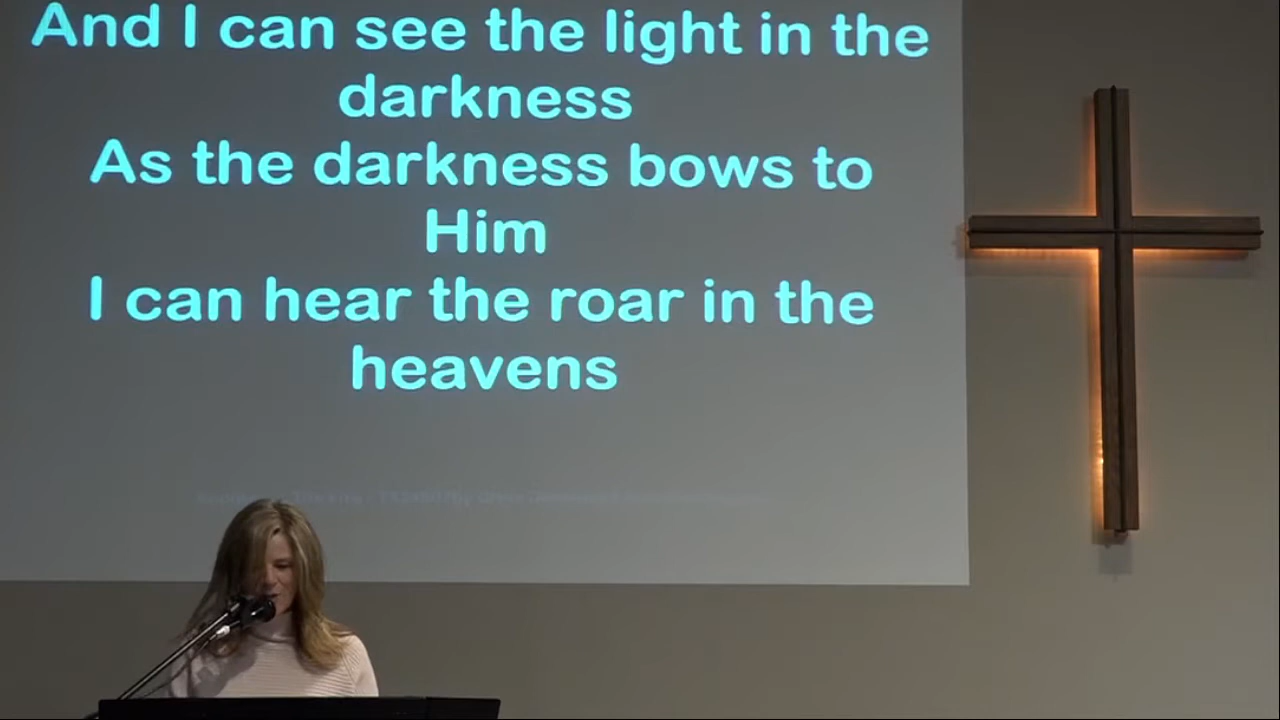 And I can see the light in the
darkness
As the darkness bows to
Him
I can hear the roar in the
heavens